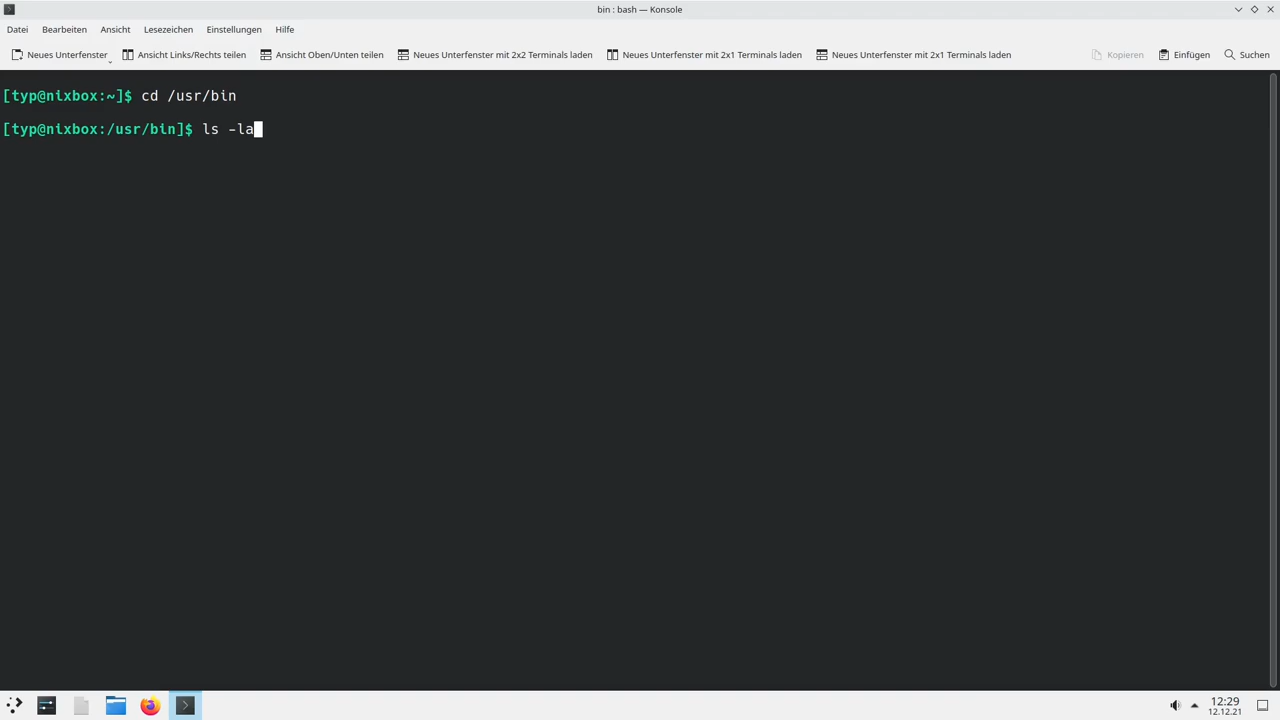 bin : bash — Konsole
Datei Bearbeiten Ansicht Lesezeichen Einstellungen Hilfe
Neues Unterfenster Ansicht Links/Rechts teilen Ansicht Oben/Unten teilen Neues Unterfenster mit 2x2 Terminals laden Neues Unterfenster mit 2x1 Terminals laden Neues Unterfenster mit 2x1 Terminals laden Kopieren Einfügen Suchen
[typ@nixbox:~]$ cd /usr/bin
[typ@nixbox:/usr/bin]$ ls -la
12:29
12.12.21